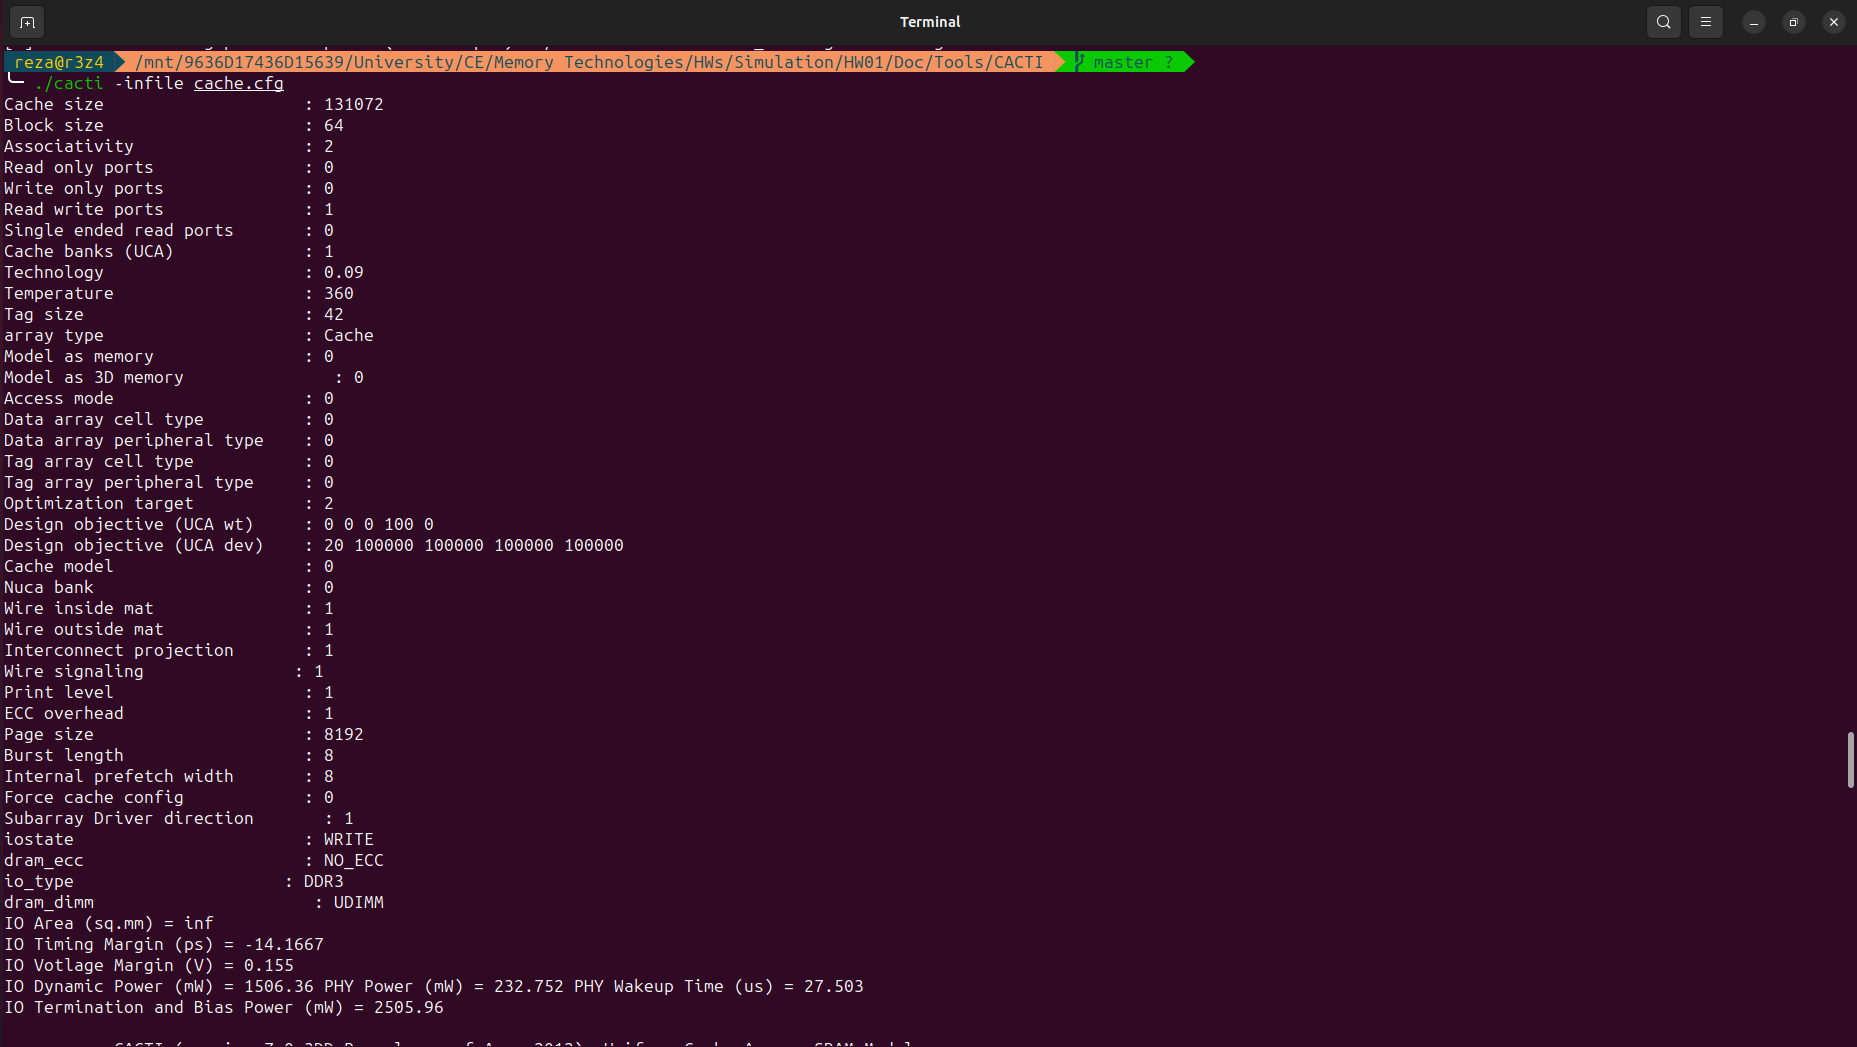 Terminal
reza@r3z4 /mnt/9636D17436D15639/University/CE/Memory Technologies/HWs/Simulation/HW01/Doc/Tools/CACTI master ?
./cacti -infile cache.cfg
Cache size : 131072
Block size : 64
Associativity : 2
Read only ports : 0
Write only ports : 0
Read write ports : 1
Single ended read ports : 0
Cache banks (UCA) : 1
Technology : 0.09
Temperature : 360
Tag size : 42
array type : Cache
Model as memory : 0
Model as 3D memory : 0
Access mode : 0
Data array cell type : 0
Data array peripheral type : 0
Tag array cell type : 0
Tag array peripheral type : 0
Optimization target : 2
Design objective (UCA wt) : 0 0 0 100 0
Design objective (UCA dev) : 20 100000 100000 100000 100000
Cache model : 0
Nuca bank : 0
Wire inside mat : 1
Wire outside mat : 1
Interconnect projection : 1
Wire signaling : 1
Print level : 1
ECC overhead : 1
Page size : 8192
Burst length : 8
Internal prefetch width : 8
Force cache config : 0
Subarray Driver direction : 1
iostate : WRITE
dram_ecc : NO_ECC
io_type : DDR3
dram_dimm : UDIMM
IO Area (sq.mm) = inf
IO Timing Margin (ps) = -14.1667
IO Votlage Margin (V) = 0.155
IO Dynamic Power (mW) = 1506.36 PHY Power (mW) = 232.752 PHY Wakeup Time (us) = 27.503
IO Termination and Bias Power (mW) = 2505.96